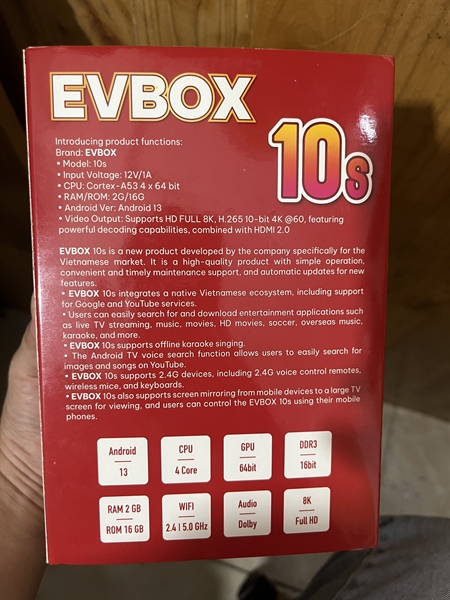 EVBOX
10s
Introducing product functions:
Brand: EVBOX
• Model: 10s
• Input Voltage: 12V/1A
• CPU: Cortex-A53 4 x 64 bit
• RAM/ROM: 2G/16G
• Android Ver: Android 13
• Video Output: Supports HD FULL 8K, H.265 10-bit 4K @60, featuring
powerful decoding capabilities, combined with HDMI 2.0
EVBOX 10s is a new product developed by the company specifically for the
Vietnamese market. It is a high-quality product with simple operation,
convenient and timely maintenance support, and automatic updates for new
features.
• EVBOX 10s integrates a native Vietnamese ecosystem, including support
for Google and YouTube services.
• Users can easily search for and download entertainment applications such
as live TV streaming, music, movies, HD movies, soccer, overseas music,
karaoke, and more.
• EVBOX 10s supports offline karaoke singing.
• The Android TV voice search function allows users to easily search for
images and songs on YouTube.
• EVBOX 10s supports 2.4G devices, including 2.4G voice control remotes,
wireless mice, and keyboards.
• EVBOX 10s also supports screen mirroring from mobile devices to a large TV
screen for viewing, and users can control the EVBOX 10s using their mobile
phones.
Android
13
CPU
4 Core
GPU
64bit
DDR3
16bit
RAM 2 GB
ROM 16 GB
WIFI
2.4 | 5.0 GHz
Audio
Dolby
8K
Full HD